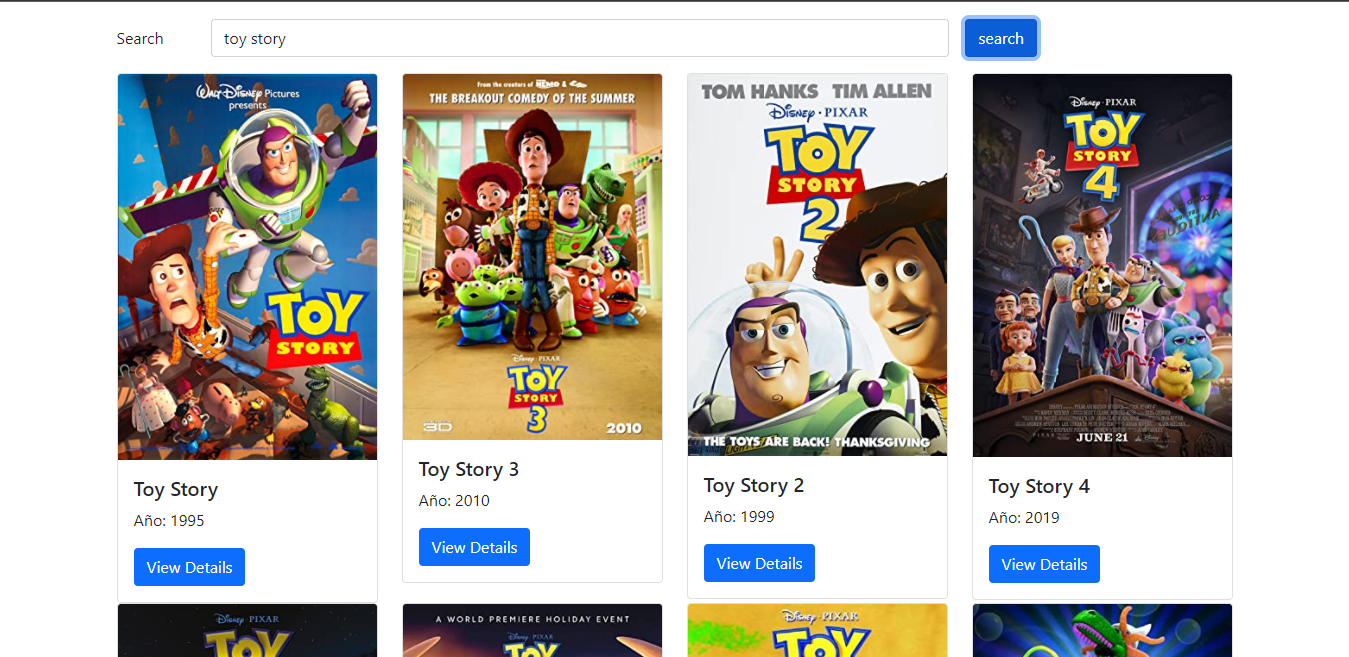 Search
toy story
search
Walt Disney Pictures
presents
TOY
STORY
Toy Story
Año: 1995
View Details
From the creators of NEMO &
THE BREAKOUT COMEDY OF THE SUMMER
Disney · PIXAR
TOY
STORY
3
3D
2010
Toy Story 3
Año: 2010
View Details
TOM HANKS TIM ALLEN
Disney · PIXAR
TOY
STORY
2
THE TOYS ARE BACK! THANKSGIVING
Toy Story 2
Año: 1999
View Details
Disney · PIXAR
TOY
STORY
4
ANTIQUES
JUNE 21
Toy Story 4
Año: 2019
View Details
Disney · PIXAR
TOY
A WORLD PREMIERE HOLIDAY EVENT
Disney · PIXAR
TOY
Disney · PIXAR
TOY